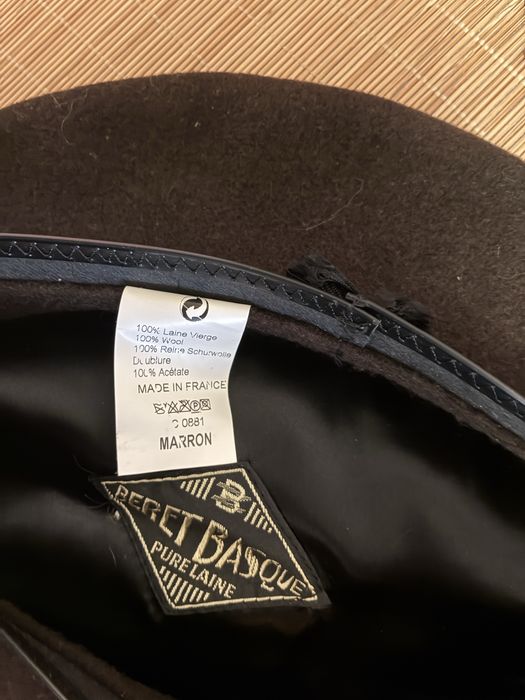 100% Laine Vierge
100% Wool
100% Reine Schurwolle
Doublure
100% Acétate
MADE IN FRANCE
C 0881
MARRON
B
BERET BASQUE
PURE LAINE